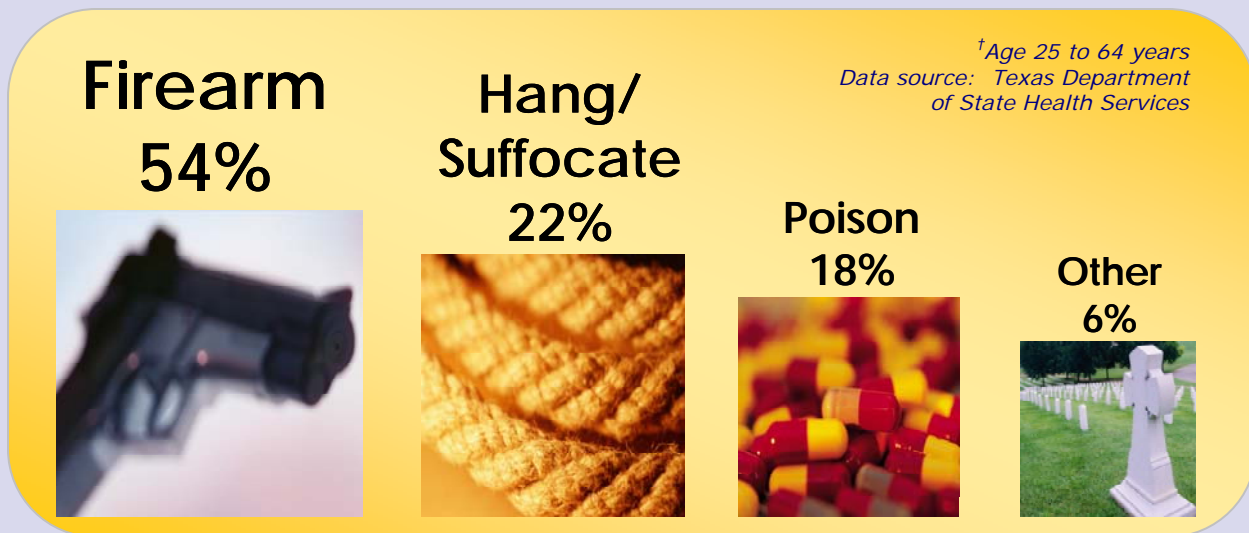 Firearm
54%
Hang/
Suffocate
22%
Poison
18%
Other
6%
†Age 25 to 64 years
Data source:  Texas Department
of State Health Services